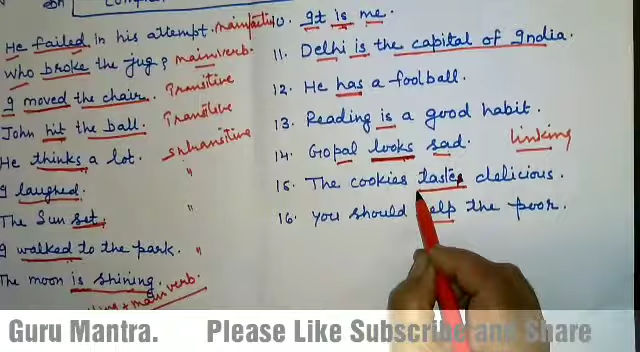 He failed in his attempt. main
Who broke the jug? main verb.
I moved the chair. Transitive
John hit the ball. Transitive
He thinks a lot. intransitive
I laughed. "
The Sun set. "
I walked to the park. "
The moon is shining.
+ main verb.
10. It is me.
11. Delhi is the capital of India.
12. He has a football.
13. Reading is a good habit.
14. Gopal looks sad. linking
15. The cookies taste delicious.
16. You should help the poor.
Guru Mantra. Please Like Subscribe and Share